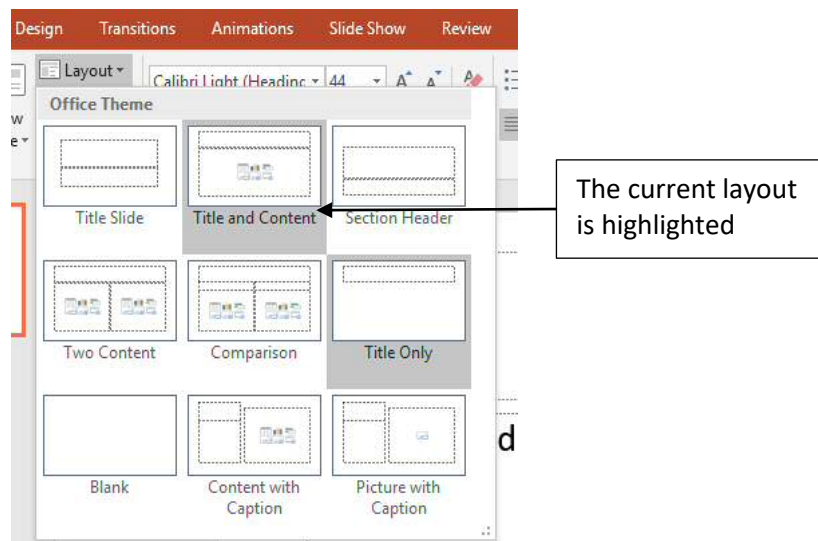 Design Transitions Animations Slide Show Review
Layout
Calibri Light (Heading 44 A A
w
e
Office Theme
Title Slide Title and Content Section Header
Two Content Comparison Title Only
Blank Content with Picture with
Caption Caption
The current layout
is highlighted
d